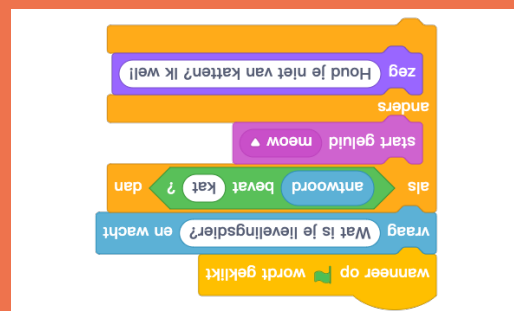 wanneer op wordt geklikt
vraag Wat is je lievelingsdier? en wacht
als antwoord bevat kat ? dan
start geluid meow
anders
zeg Houd je niet van katten? Ik wel!!